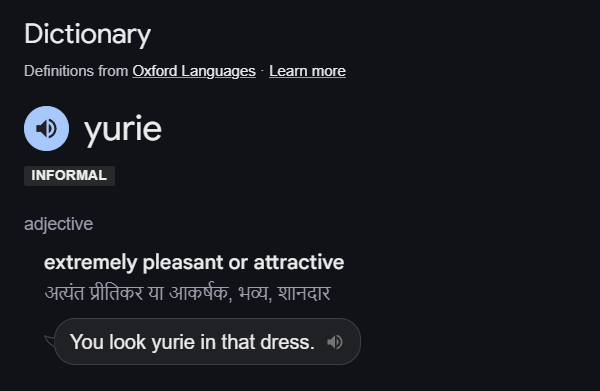 Dictionary
Definitions from Oxford Languages · Learn more
yurie
INFORMAL
adjective
extremely pleasant or attractive
अत्यंत प्रीतिकर या आकर्षक, भव्य, शानदार
You look yurie in that dress.